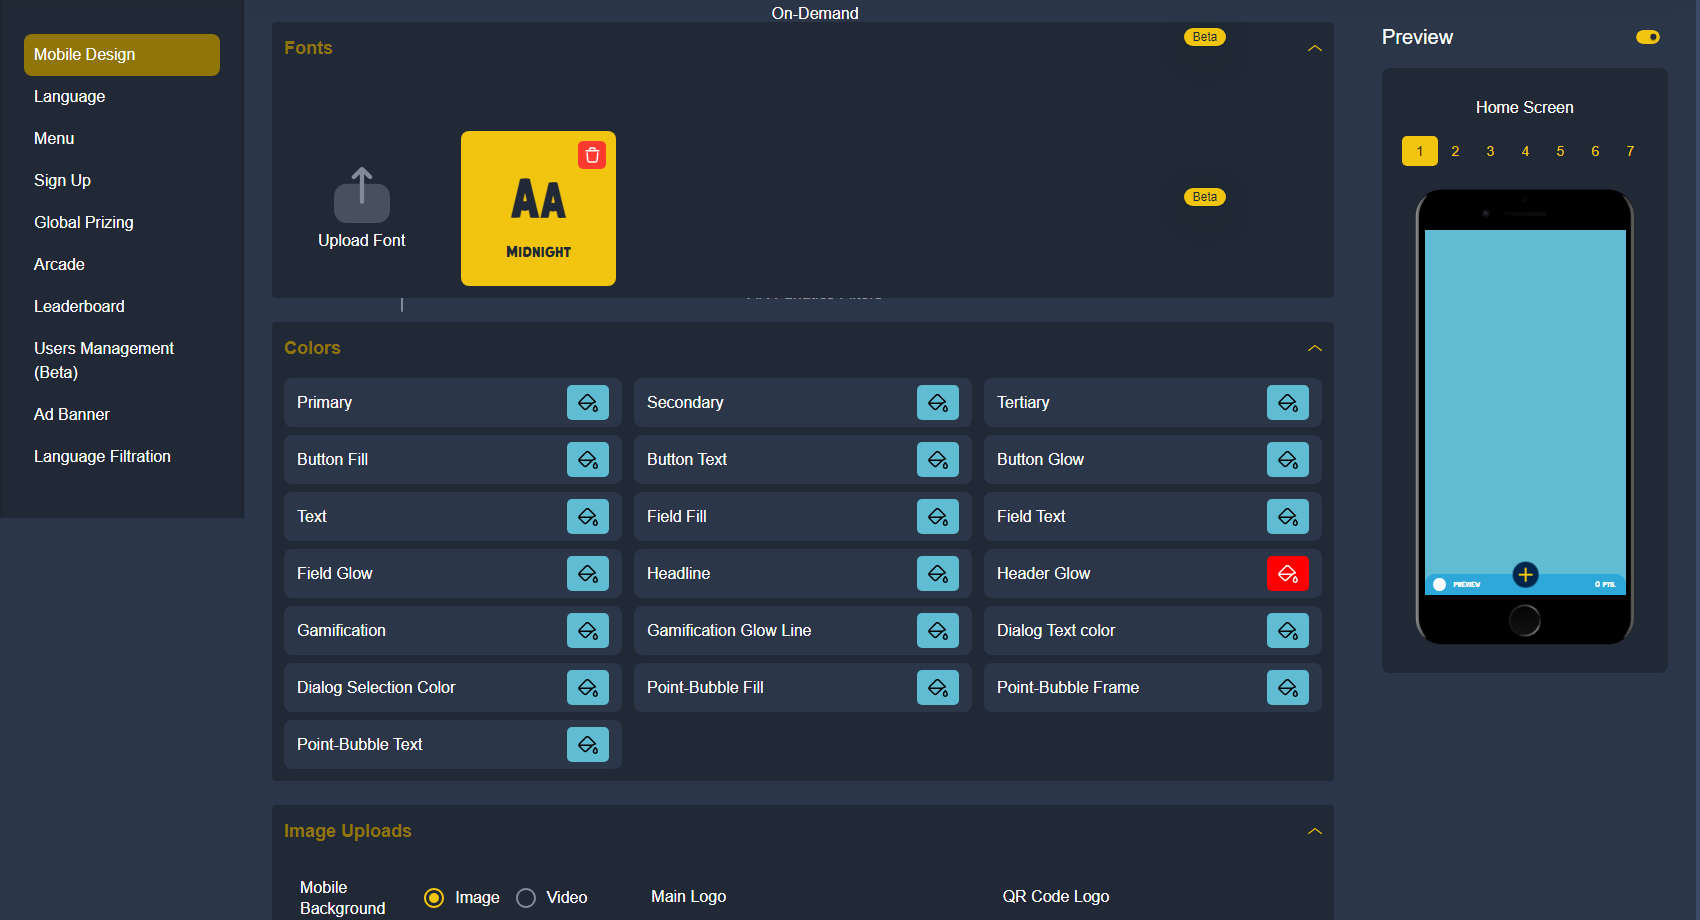 On-Demand
Mobile Design
Language
Menu
Sign Up
Global Prizing
Arcade
Leaderboard
Users Management
(Beta)
Ad Banner
Language Filtration
Fonts
Beta
Upload Font
AA
MIDNIGHT
Beta
Colors
Primary
Secondary
Tertiary
Button Fill
Button Text
Button Glow
Text
Field Fill
Field Text
Field Glow
Headline
Header Glow
Gamification
Gamification Glow Line
Dialog Text color
Dialog Selection Color
Point-Bubble Fill
Point-Bubble Frame
Point-Bubble Text
Image Uploads
Mobile
Background
Image
Video
Main Logo
QR Code Logo
Preview
Home Screen
1 2 3 4 5 6 7
PREVIEW
0 PTS.